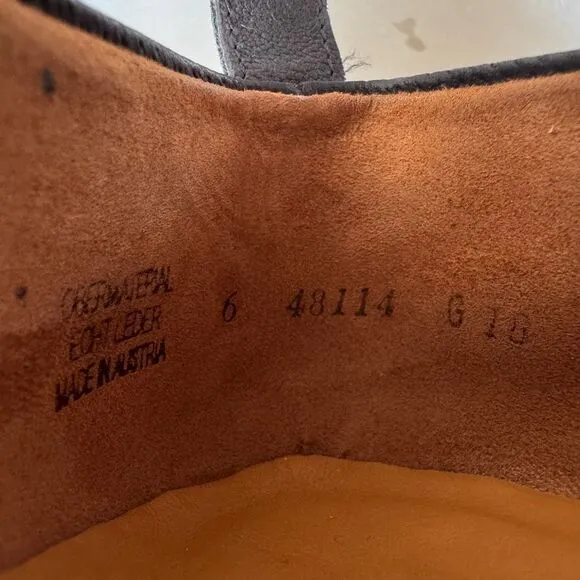 OBERMATERIAL
ECHT LEDER
MADE IN AUSTRIA
6 48114 G